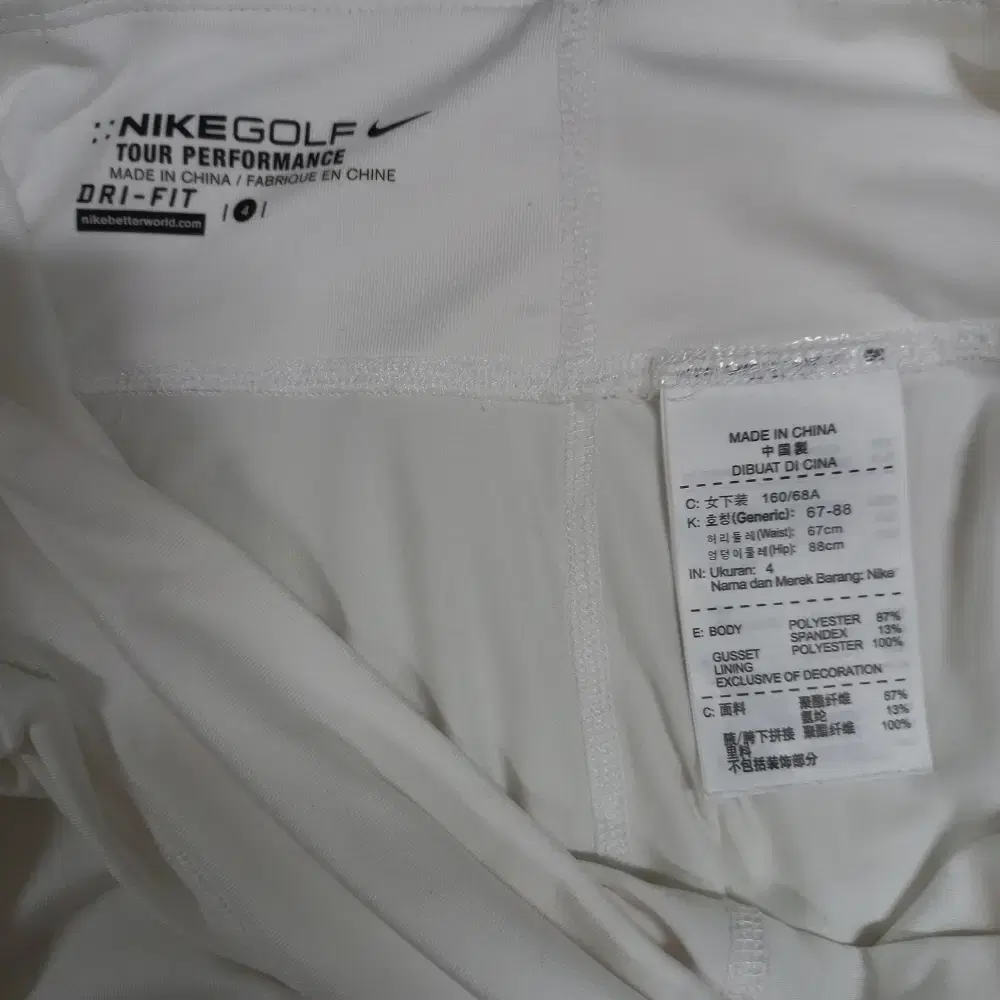 NIKEGOLF
TOUR PERFORMANCE
MADE IN CHINA / FABRIQUE EN CHINE
DRI-FIT | 4 |
nikebetterworld.com
MADE IN CHINA
中国製
DIBUAT DI CINA
C: 女下装 160/68A
K: 호칭(Generic): 67-88
허리둘레(Waist): 67cm
엉덩이둘레(Hip): 88cm
IN: Ukuran: 4
Nama dan Merek Barang: Nike
E: BODY POLYESTER 87%
SPANDEX 13%
GUSSET LINING POLYESTER 100%
EXCLUSIVE OF DECORATION
C: 面料 聚酯纤维 87%
氨纶 13%
腋/胯下拼接 聚酯纤维 100%
里料
不包括装饰部分